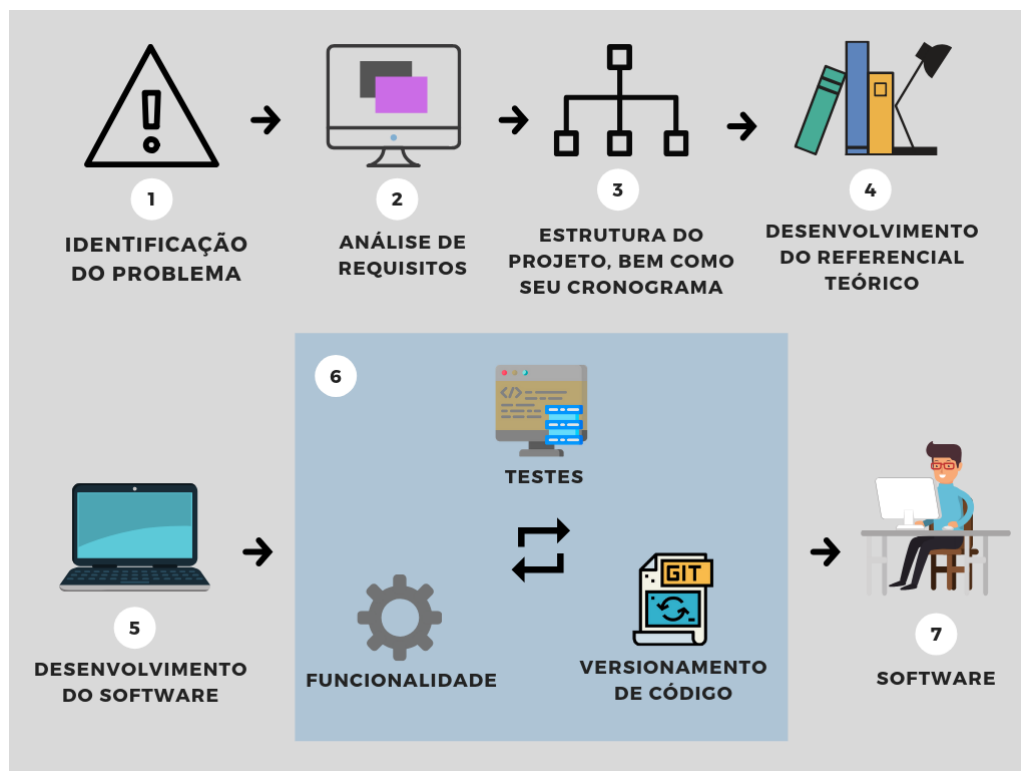 1
IDENTIFICAÇÃO
DO PROBLEMA
2
ANÁLISE DE
REQUISITOS
3
ESTRUTURA DO
PROJETO, BEM COMO
SEU CRONOGRAMA
4
DESENVOLVIMENTO
DO REFERENCIAL
TEÓRICO
5
DESENVOLVIMENTO
DO SOFTWARE
6
</>
TESTES
FUNCIONALIDADE
GIT
VERSIONAMENTO
DE CÓDIGO
7
SOFTWARE